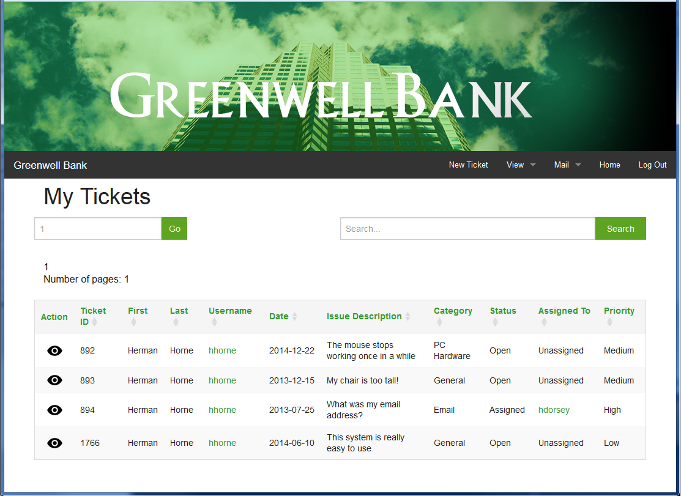 GREENWELL BANK
Greenwell Bank New Ticket View Mail Home Log Out
My Tickets
1 Go Search... Search
1
Number of pages: 1
Action Ticket ID First Last Username Date Issue Description Category Status Assigned To Priority
892 Herman Horne hhorne 2014-12-22 The mouse stops working once in a while PC Hardware Open Unassigned Medium
893 Herman Horne hhorne 2013-12-15 My chair is too tall! General Open Unassigned Medium
894 Herman Horne hhorne 2013-07-25 What was my email address? Email Assigned hdorsey High
1766 Herman Horne hhorne 2014-06-10 This system is really easy to use. General Open Unassigned Low